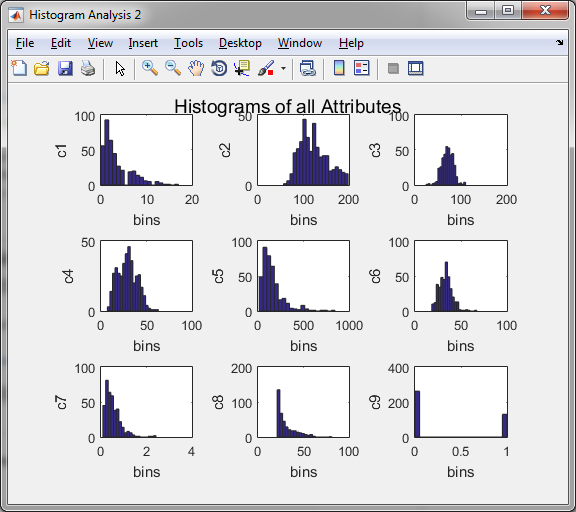 Histogram Analysis 2
File Edit View Insert Tools Desktop Window Help
Histograms of all Attributes
c1
100
50
0
0 10 20
bins
c2
50
0
0 100 200
bins
c3
100
50
0
0 100 200
bins
c4
50
0
0 50 100
bins
c5
100
50
0
0 500 1000
bins
c6
100
50
0
0 50 100
bins
c7
100
50
0
0 2 4
bins
c8
200
100
0
0 50 100
bins
c9
400
200
0
0 0.5 1
bins